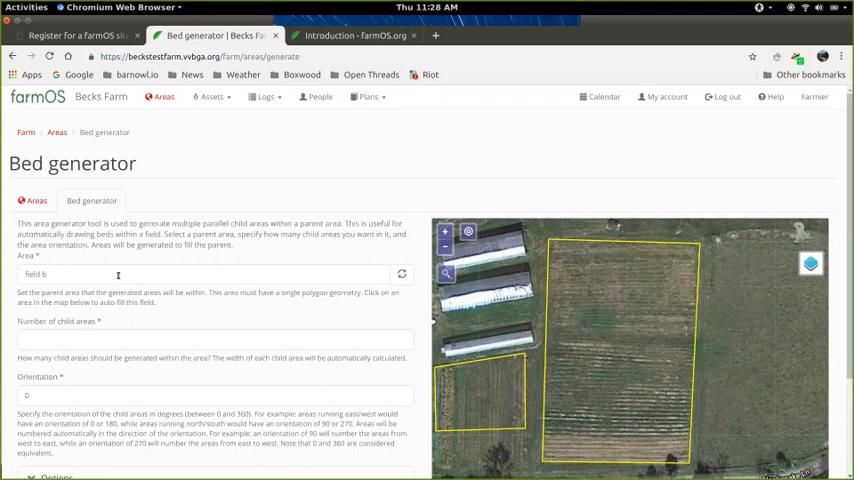 Activities Chromium Web Browser Thu 11:28 AM
Register for a farmOS sit Bed generator | Becks Fa Introduction - farmOS.org
https://beckstestfarm.vvbga.org/farm/areas/generate
Apps Google barnowl.io News Weather Boxwood Open Threads Riot Other bookmarks
farmOS Becks Farm Areas Assets Logs People Plans Calendar My account Log out Help Farmier
Farm / Areas / Bed generator
Bed generator
Areas Bed generator
This area generator tool is used to generate multiple parallel child areas within a parent area. This is useful for
automatically drawing beds within a field. Select a parent area, specify how many child areas you want in it, and
the area orientation. Areas will be generated to fill the parent.
Area *
field b
Set the parent area that the generated areas will be within. This area must have a single polygon geometry. Click on an
area in the map below to auto-fill this field.
Number of child areas *
How many child areas should be generated within the area? The width of each child area will be automatically calculated.
Orientation *
0
Specify the orientation of the child areas in degrees (between 0 and 360). For example: areas running east/west would
have an orientation of 0 or 180, while areas running north/south would have an orientation of 90 or 270. Areas will be
numbered automatically in the direction of the orientation. For example: an orientation of 90 will number the areas from
west to east, while an orientation of 270 will number the areas from east to west. Note that 0 and 360 are considered
equivalent.
Options